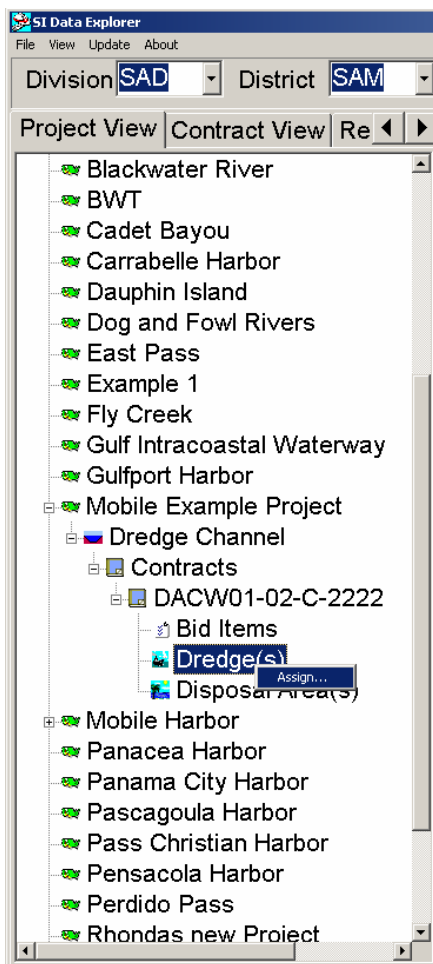 SI Data Explorer
File View Update About
Division SAD District SAM
Project View Contract View Re
Blackwater River
BWT
Cadet Bayou
Carrabelle Harbor
Dauphin Island
Dog and Fowl Rivers
East Pass
Example 1
Fly Creek
Gulf Intracoastal Waterway
Gulfport Harbor
Mobile Example Project
Dredge Channel
Contracts
DACW01-02-C-2222
Bid Items
Dredge(s)
Assign...
Disposal Area(s)
Mobile Harbor
Panacea Harbor
Panama City Harbor
Pascagoula Harbor
Pass Christian Harbor
Pensacola Harbor
Perdido Pass
Rhondas new Project